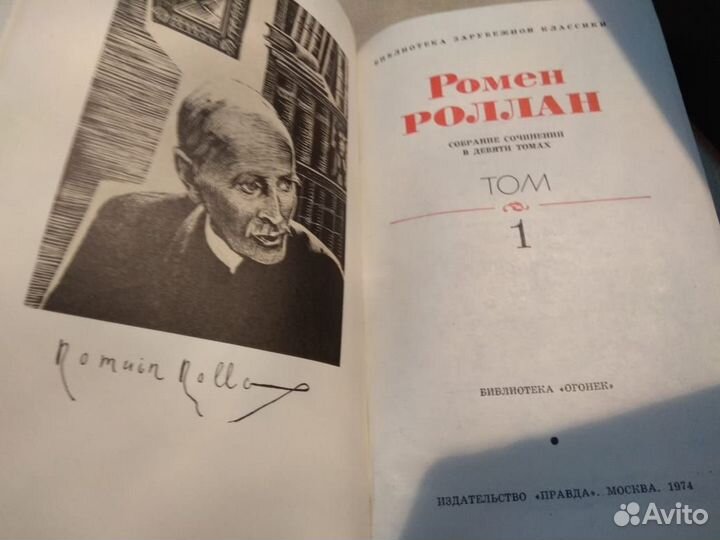 Romain Rolla
БИБЛИОТЕКА ЗАРУБЕЖНОЙ КЛАССИКИ
Ромен
РОЛЛАН
СОБРАНИЕ СОЧИНЕНИЙ
В ДЕВЯТИ ТОМАХ
ТОМ
1
БИБЛИОТЕКА «ОГОНЕК»
ИЗДАТЕЛЬСТВО «ПРАВДА». МОСКВА. 1974
Avito